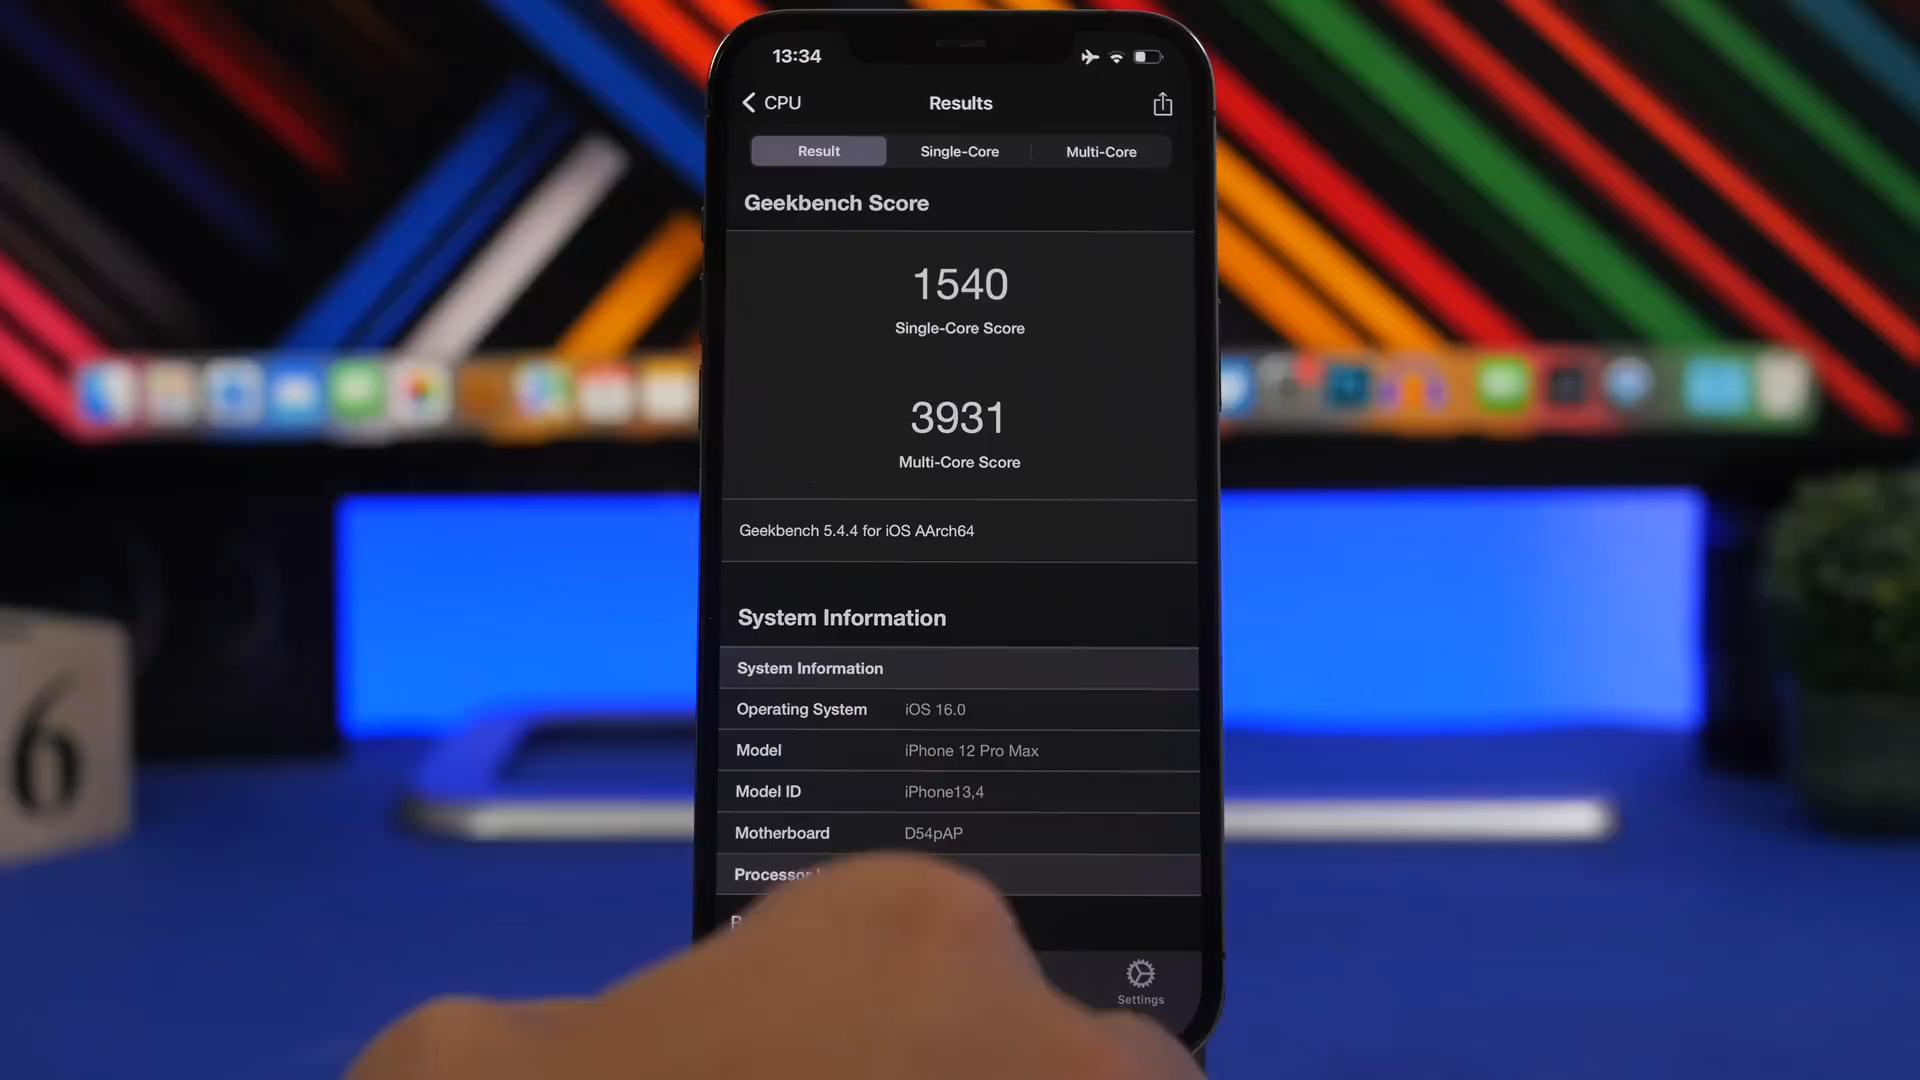 13:34
CPU
Results
Result
Single-Core
Multi-Core
Geekbench Score
1540
Single-Core Score
3931
Multi-Core Score
Geekbench 5.4.4 for iOS AArch64
System Information
System Information
Operating System iOS 16.0
Model iPhone 12 Pro Max
Model ID iPhone13,4
Motherboard D54pAP
Processor
Settings
6